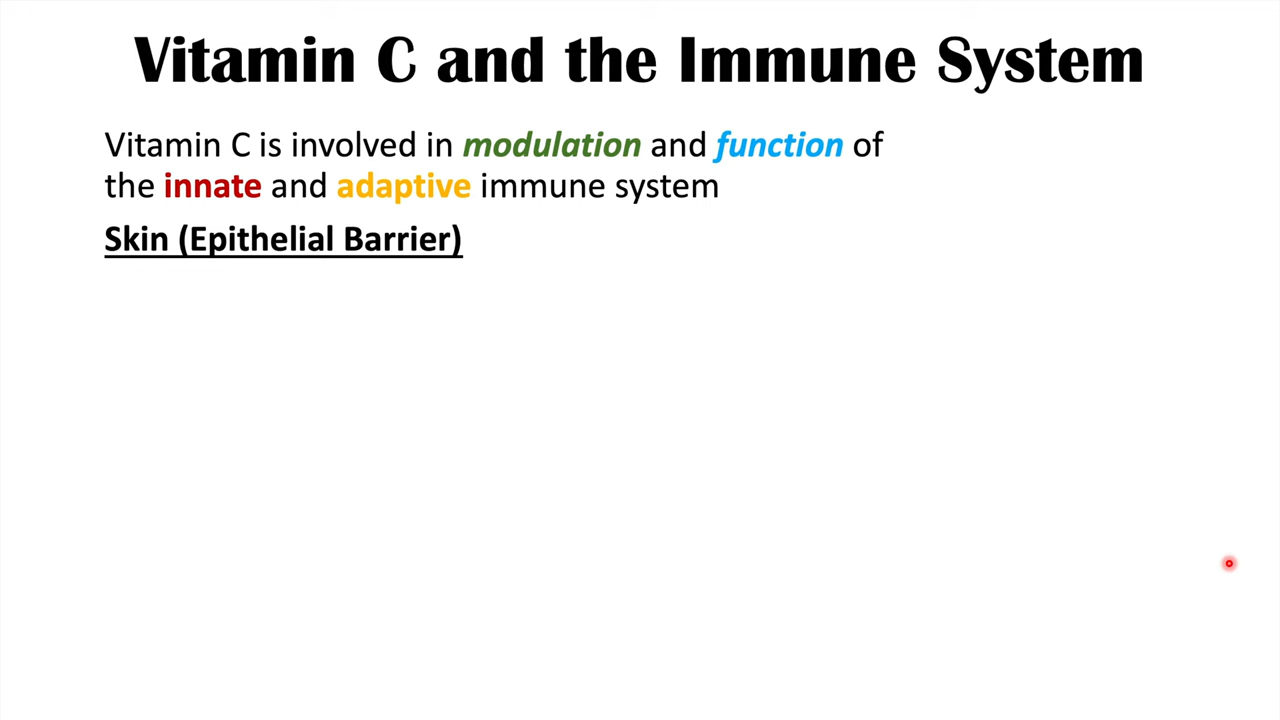 Vitamin C and the Immune System
Vitamin C is involved in modulation and function of
the innate and adaptive immune system
Skin (Epithelial Barrier)